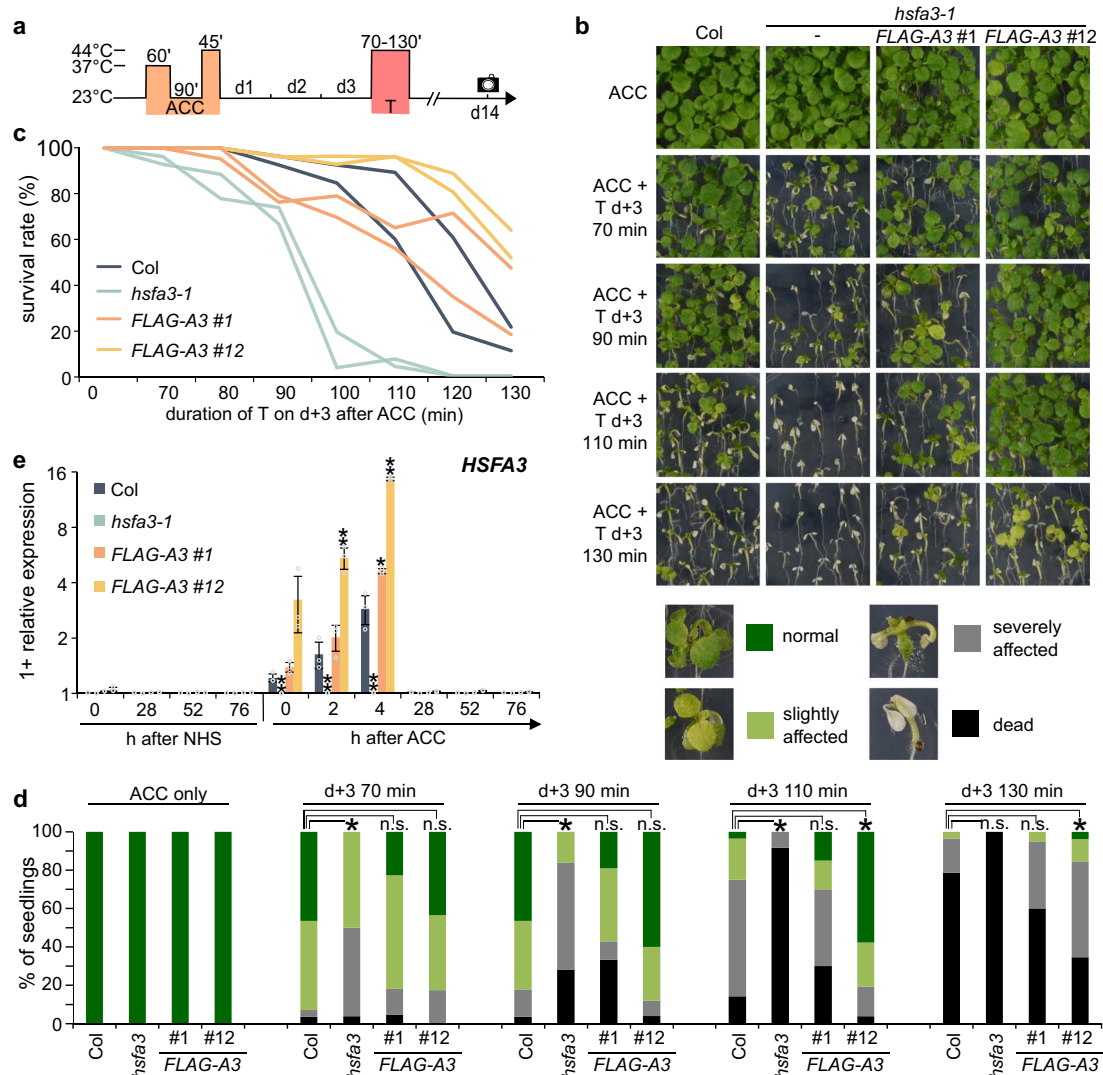 a
44°C
37°C
23°C
60'
90'
45'
ACC
d1
d2
d3
70-130'
T
d14
b
Col
hsfa3-1
-
FLAG-A3 #1
FLAG-A3 #12
ACC
ACC +
T d+3
70 min
ACC +
T d+3
90 min
ACC +
T d+3
110 min
ACC +
T d+3
130 min
normal
severely
affected
slightly
affected
dead
c
survival rate (%)
100
80
60
40
20
0
Col
hsfa3-1
FLAG-A3 #1
FLAG-A3 #12
0 70 80 90 100 110 120 130
duration of T on d+3 after ACC (min)
e
HSFA3
1+ relative expression
16
8
4
2
1
Col
hsfa3-1
FLAG-A3 #1
FLAG-A3 #12
** ** ** ** * **
0 28 52 76 0 2 4 28 52 76
h after NHS
h after ACC
d
% of seedlings
100
80
60
40
20
0
ACC only
d+3 70 min
d+3 90 min
d+3 110 min
d+3 130 min
* n.s. n.s.
* n.s. n.s.
* n.s. *
n.s. n.s. *
Col hsfa3 #1 #12
FLAG-A3
Col hsfa3 #1 #12
FLAG-A3
Col hsfa3 #1 #12
FLAG-A3
Col hsfa3 #1 #12
FLAG-A3
Col hsfa3 #1 #12
FLAG-A3